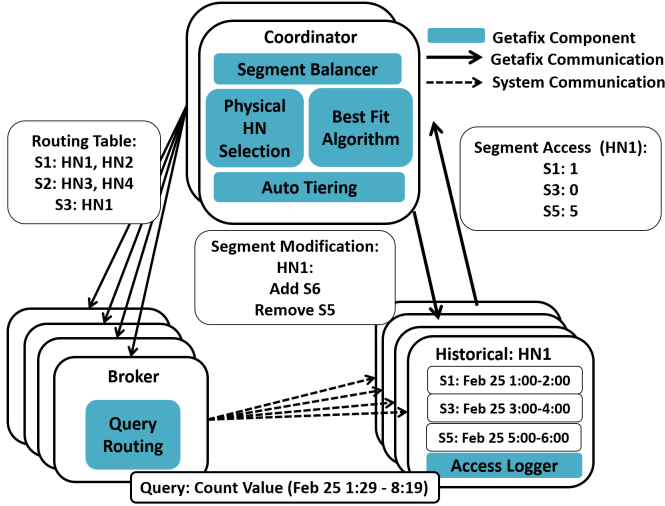 Coordinator
Segment Balancer
Physical
HN
Selection
Best Fit
Algorithm
Auto Tiering
Getafix Component
Getafix Communication
System Communication
Routing Table:
S1: HN1, HN2
S2: HN3, HN4
S3: HN1
Segment Access (HN1):
S1: 1
S3: 0
S5: 5
Segment Modification:
HN1:
Add S6
Remove S5
Broker
Query
Routing
Historical: HN1
S1: Feb 25 1:00-2:00
S3: Feb 25 3:00-4:00
S5: Feb 25 5:00-6:00
Access Logger
Query: Count Value (Feb 25 1:29 - 8:19)